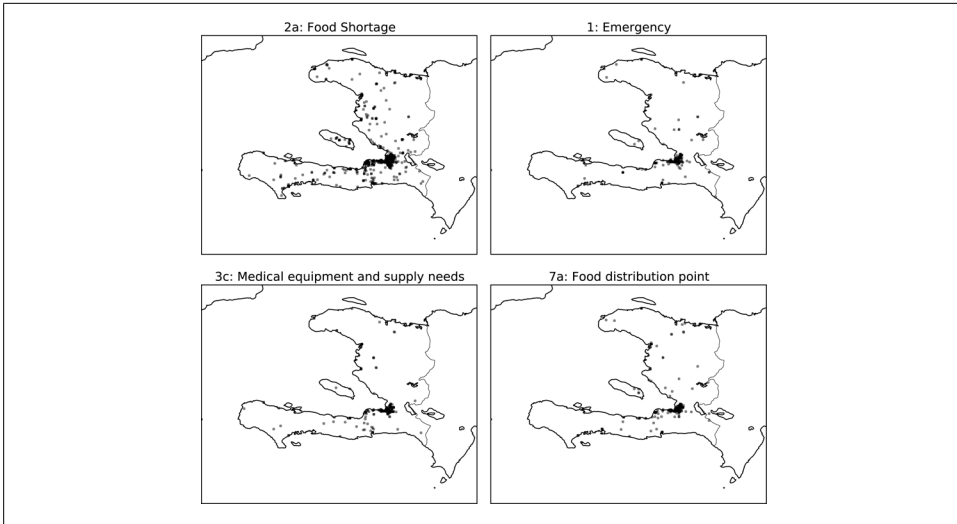 2a: Food Shortage
1: Emergency
3c: Medical equipment and supply needs
7a: Food distribution point